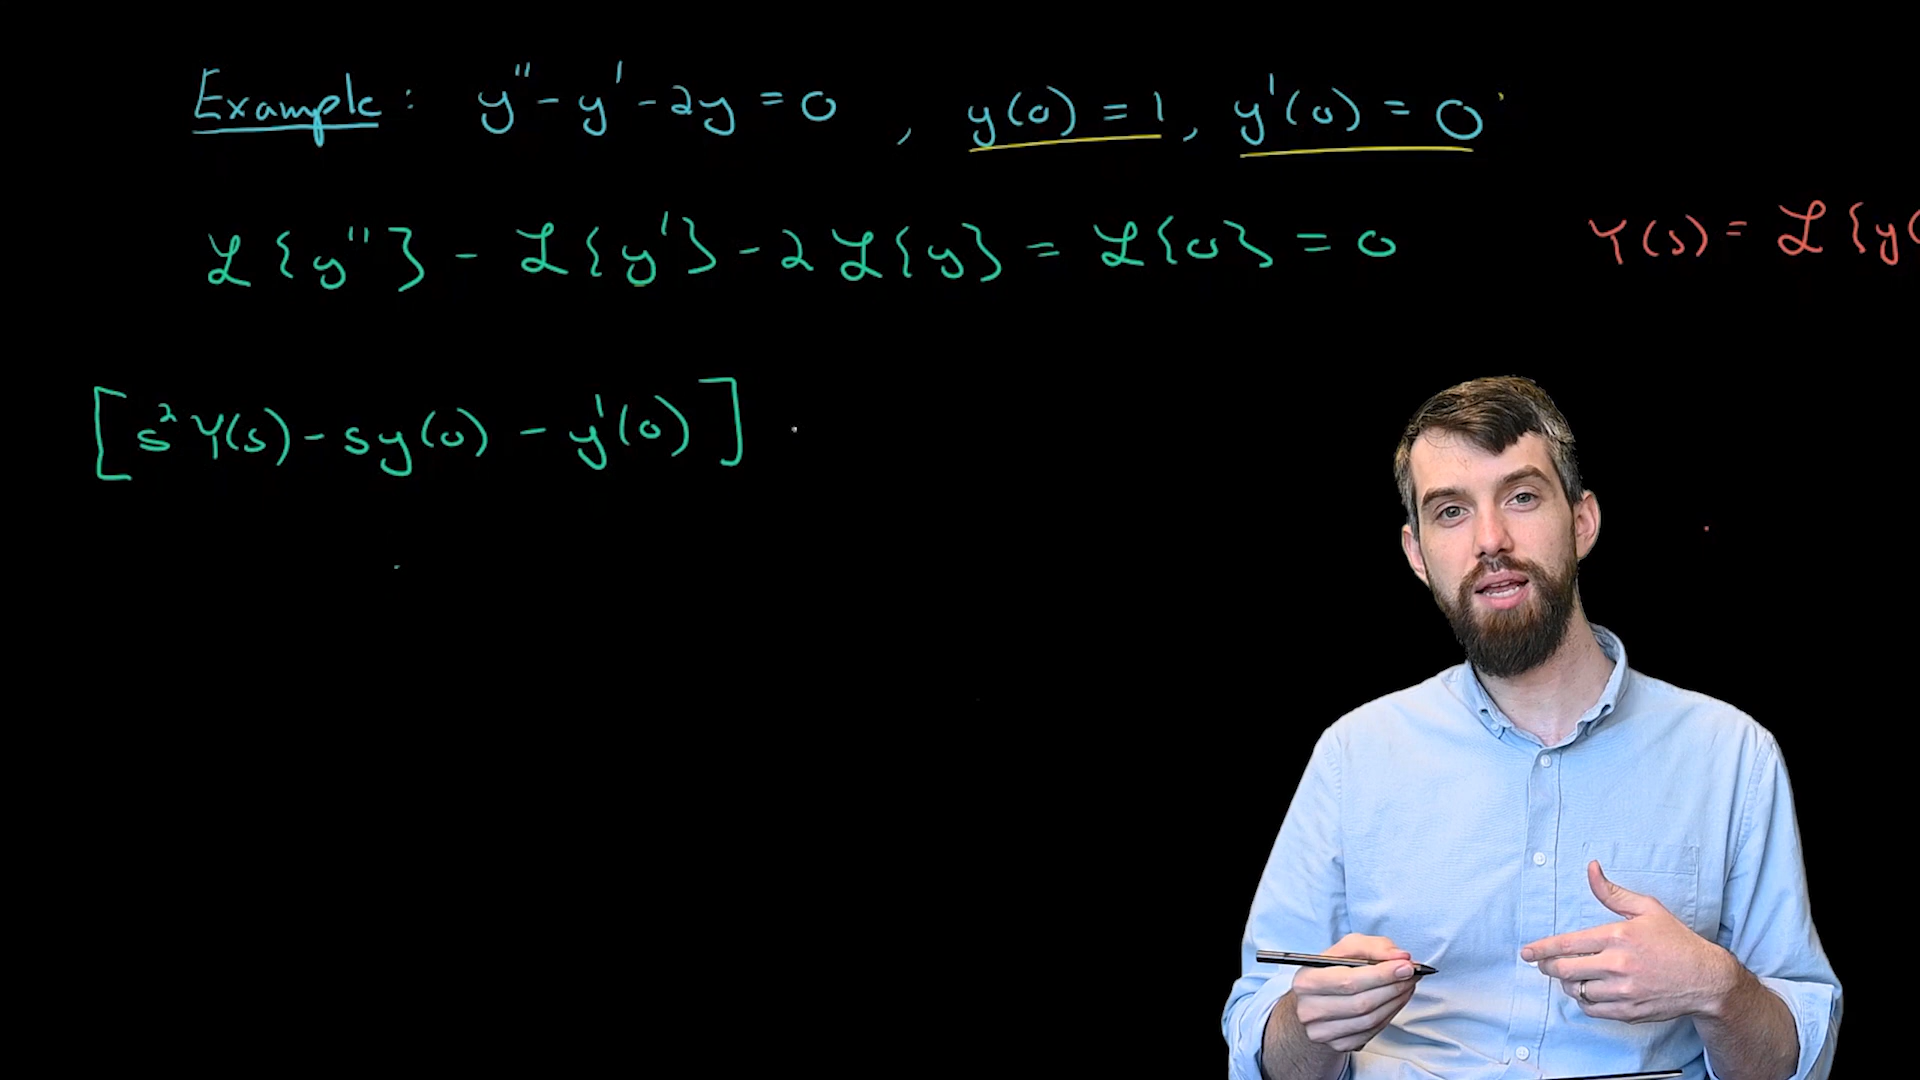 Example: y'' - y' - 2y = 0 , y(0) = 1, y'(0) = 0
ℒ{y''} - ℒ{y'} - 2ℒ{y} = ℒ{0} = 0
Y(s) = ℒ{y(
[s²Y(s) - sy(0) - y'(0)]